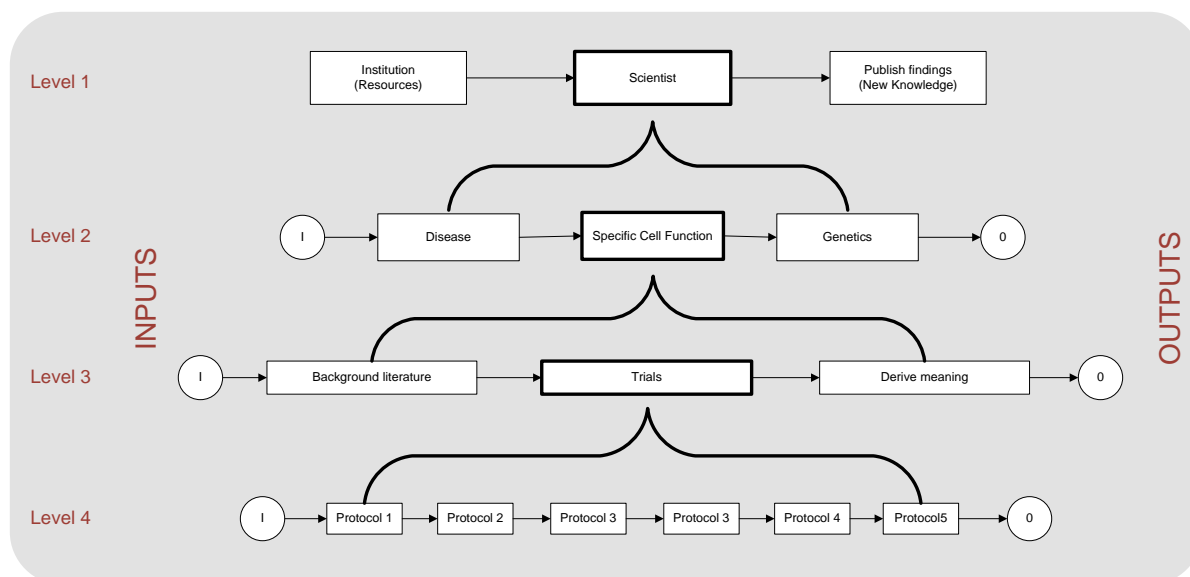 Level 1
Institution
(Resources)
Scientist
Publish findings
(New Knowledge)
Level 2
I
Disease
Specific Cell Function
Genetics
0
INPUTS
OUTPUTS
Level 3
I
Background literature
Trials
Derive meaning
0
Level 4
I
Protocol 1
Protocol 2
Protocol 3
Protocol 3
Protocol 4
Protocol5
0